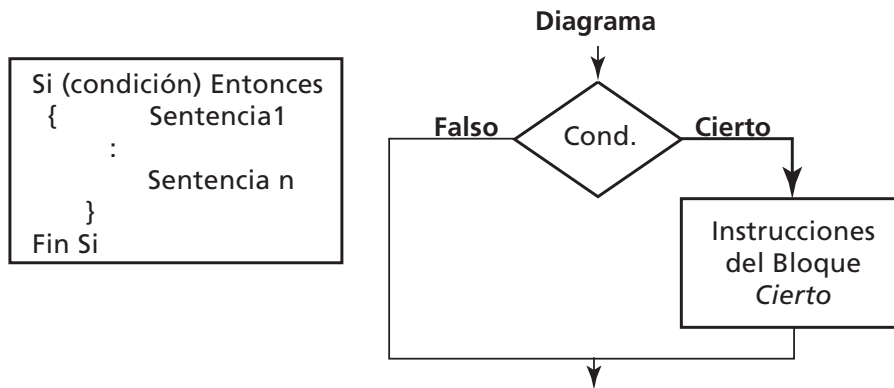 Si (condición) Entonces
{ Sentencia1
:
Sentencia n
}
Fin Si
Diagrama
Falso
Cond.
Cierto
Instrucciones
del Bloque
Cierto